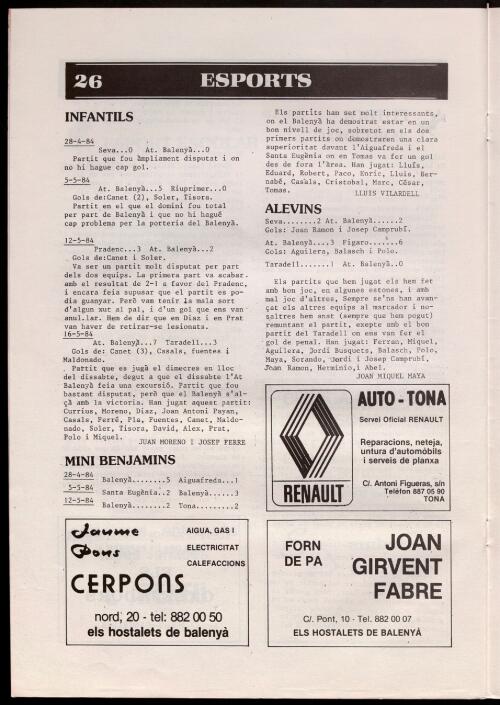 26 ESPORTS
INFANTILS
28-4-84
Seva...0 At. Balenyà...0
Partit que fou àmpliament disputat i on
no hi hague cap gol.
5-5-84
At. Balenyà...5 Riuprimer...0
Gols de:Canet (2), Soler, Tisora.
Partit en el que el domini fou total
per part de Balenyà i que no hi hagué
cap problema per la porteria del Balenyà.
12-5-84
Pradenc...3 At. Balenyà...2
Gols de:Canet i Soler.
Va ser un partit molt disputat per part
dels dos equips. La primera part va acabar
amb el resultat de 2-1 a favor del Pradenc,
i encara feia suposar que el partit es po-
dia guanyar. Però vam tenir la mala sort
d'algun xut al pal, i d'un gol que ens van
anul.lar. Hem de dir que em Díaz i en Prat
van haver de retirar-se lesionats.
16-5-84
At. Balenyà...7 Taradell...3
Gols de: Canet (3), Casals, fuentes i
Maldonado.
Partit que es jugà el dimecres en lloc
del dissabte, degut a que el dissabte l'At
Balenyà feia una excursió. Partit que fou
bastant disputat, però que el Balenyà s'al-
çà amb la victoria. Han jugat aquest partit:
Currius, Moreno, Díaz, Joan Antoni Payan,
Casals, Ferré, Pla, Fuentes, Canet, Maldo-
nado, Soler, Tisora, David, Alex, Prat,
Polo i Miquel.
JUAN MORENO I JOSEP FERRE
MINI BENJAMINS
28-4-84
Balenyà........5 Aiguafreda...1
5-5-84
Santa Eugènia..2 Balenyà......3
12-5-84
Balenyà........2 Tona.........2
Els partits han set molt interessants,
on el Balenyà ha demostrat estar en un
bon nivell de joc, sobretot en els dos
primers partits on demostraren una clara
superioritat davant l'Aiguafreda i el
Santa Eugènia on en Tomas va fer un gol
des de fora l'àrea. Han jugat: Lluís,
Eduard, Robert, Paco, Enric, Lluís, Ber-
nabé, Casals, Cristobal, Marc, César,
Tomas.
LLUIS VILARDELL
ALEVINS
Seva........2 At. Balenyà......2
Gols: Joan Ramon i Josep Camprubí.
At. Balenyà...3 Figaro.......6
Gols: Aguilera, Balasch i Polo.
Taradell.......1 At. Balenyà..0
Els partits que hem jugat els hem fet
amb bon joc, en algunes estones, i amb
mal joc d'altres. Sempre se'ns han avan-
çat els altres equips al marcador i no-
saltres hem anat (sempre que hem pogut)
remuntant al partit, exepte amb el bon
partit del Taradell on ens van fer el
gol de penal. Han jugat: Ferran, Miquel,
Aguilera, Jordi Busquets, Balasch, Polo,
Maya, Sorando, Jordi i Josep Camprubí,
Joan Ramon, Herminio,i Abel.
JOAN MIQUEL MAYA
RENAULT
AUTO - TONA
Servei Oficial RENAULT
Reparacions, neteja,
untura d'automòbils
i serveis de planxa
C/. Antoni Figueras, s/n
Telèfon 887 05 90
TONA
Jaume
Pons
AIGUA, GAS I
ELECTRICITAT
CALEFACCIONS
CERPONS
nord, 20 - tel: 882 00 50
els hostalets de balenyà
FORN
DE PA
JOAN
GIRVENT
FABRE
C/. Pont, 10 - Tel. 882 00 07
ELS HOSTALETS DE BALENYÁ